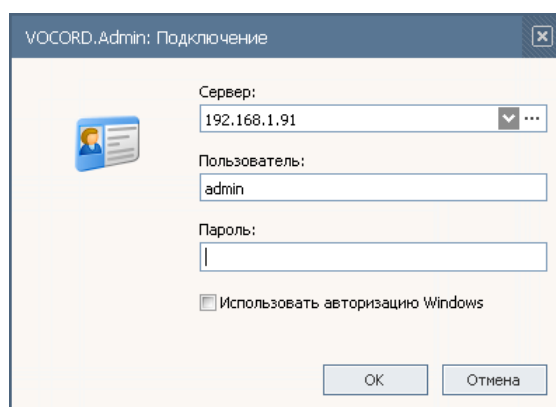 VOCORD.Admin: Подключение
Сервер:
192.168.1.91
Пользователь:
admin
Пароль:
Использовать авторизацию Windows
OK
Отмена